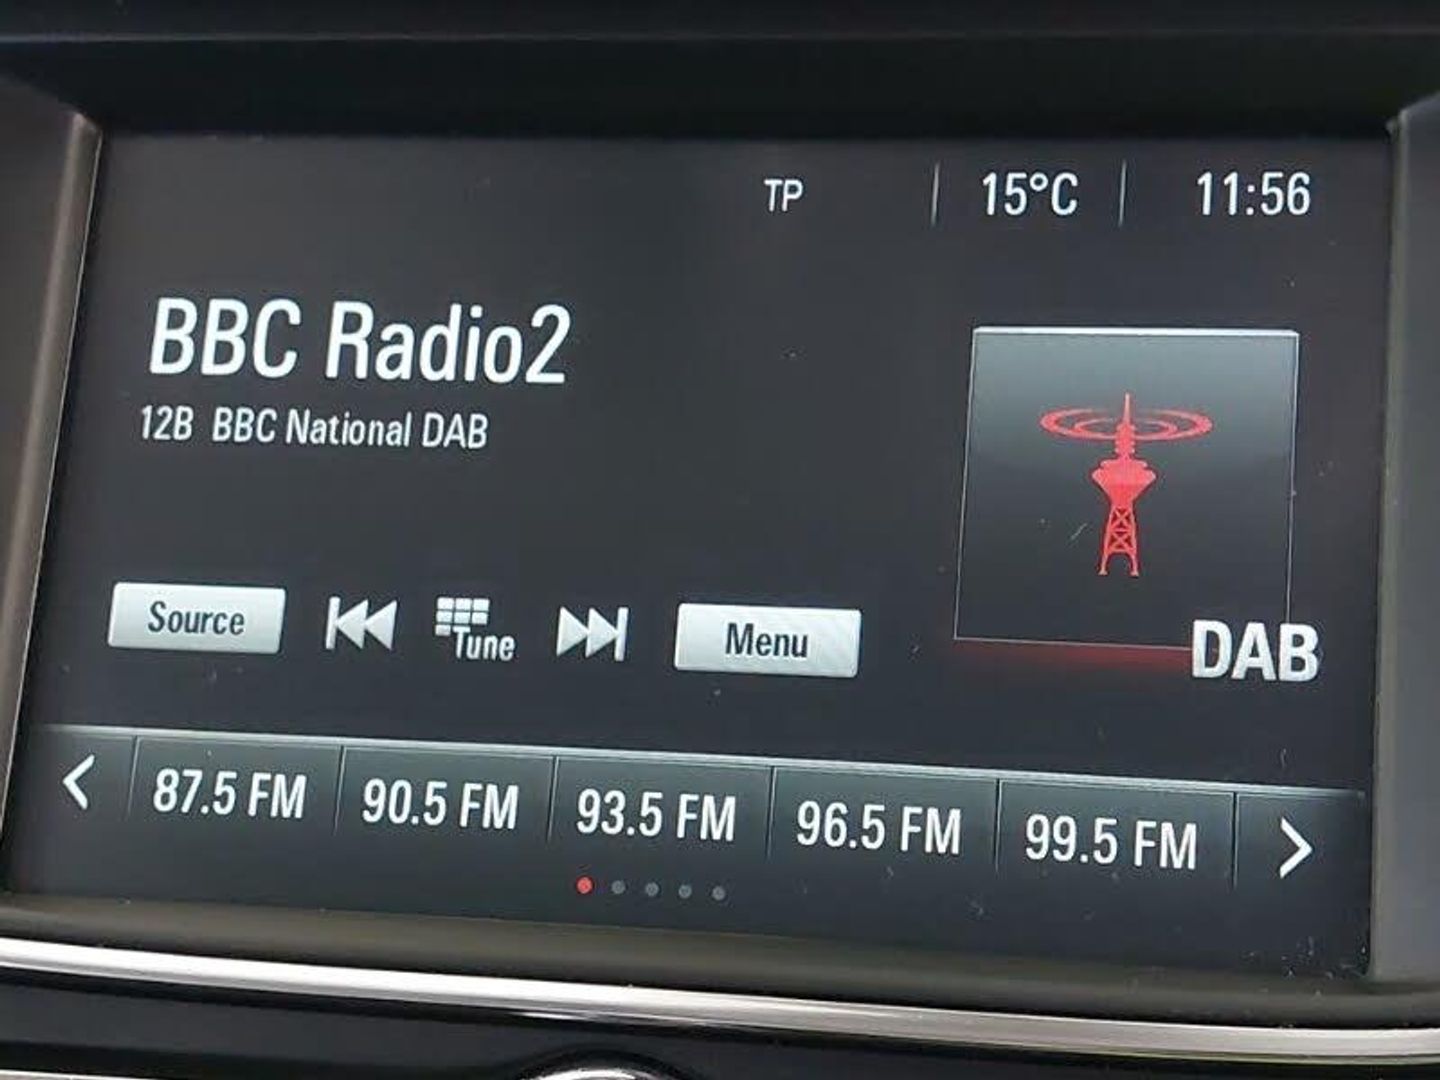 TP 15°C 11:56
BBC Radio2
12B BBC National DAB
Source Tune Menu
DAB
87.5 FM 90.5 FM 93.5 FM 96.5 FM 99.5 FM